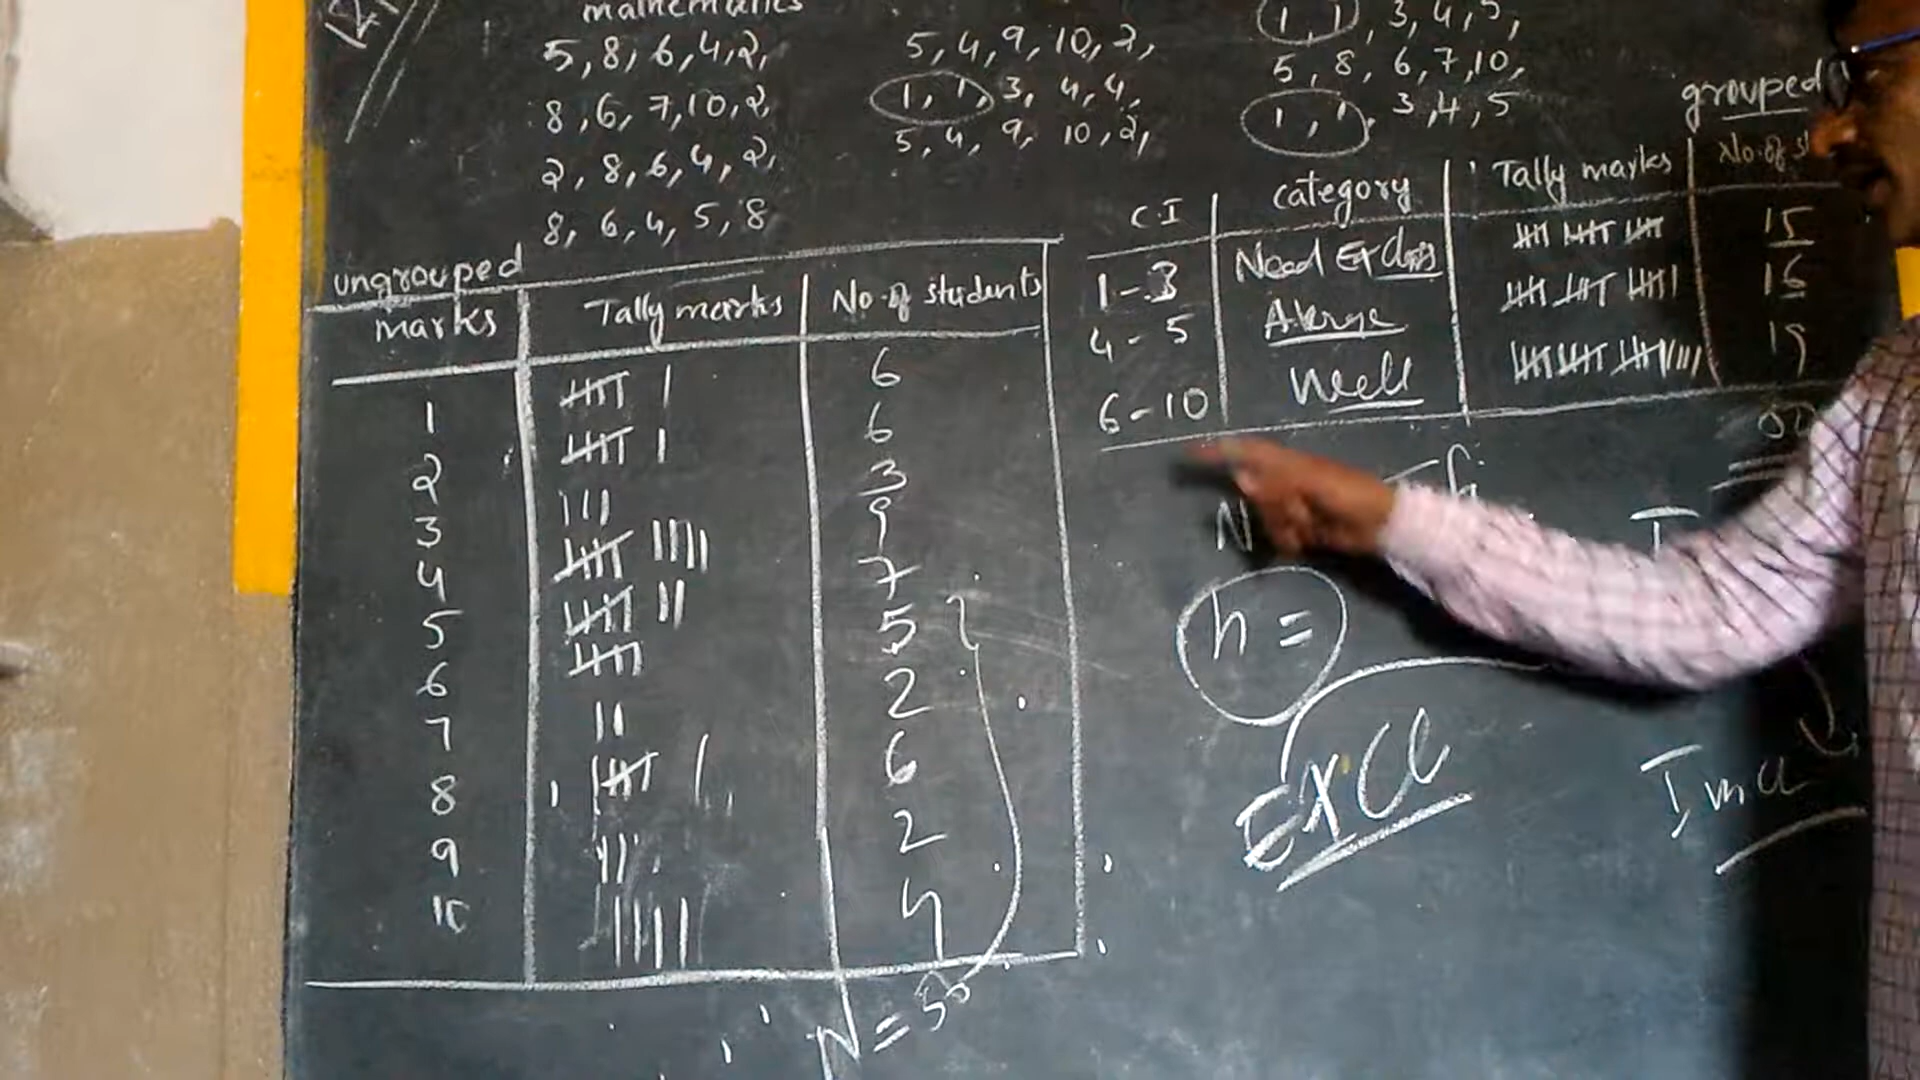 mathematics
5, 8, 6, 4, 2,
8, 6, 7, 10, 2,
2, 8, 6, 4, 2,
8, 6, 4, 5, 8
5, 4, 9, 10, 2,
1, 1, 3, 4, 4,
5, 4, 9, 10, 2,
1, 1, 3, 4, 5,
5, 8, 6, 7, 10,
1, 1, 3, 4, 5
ungrouped
marks Tally marks No. of students
1 6
2 6
3 3
4 9
5 7
6 5
7 2
8 6
9 2
10 4
N = 50
grouped
C.I category Tally marks No. of
1 - 3 Need 15
4 - 5 16
6 - 10 Well 19
50
N fi
h =
EXCl